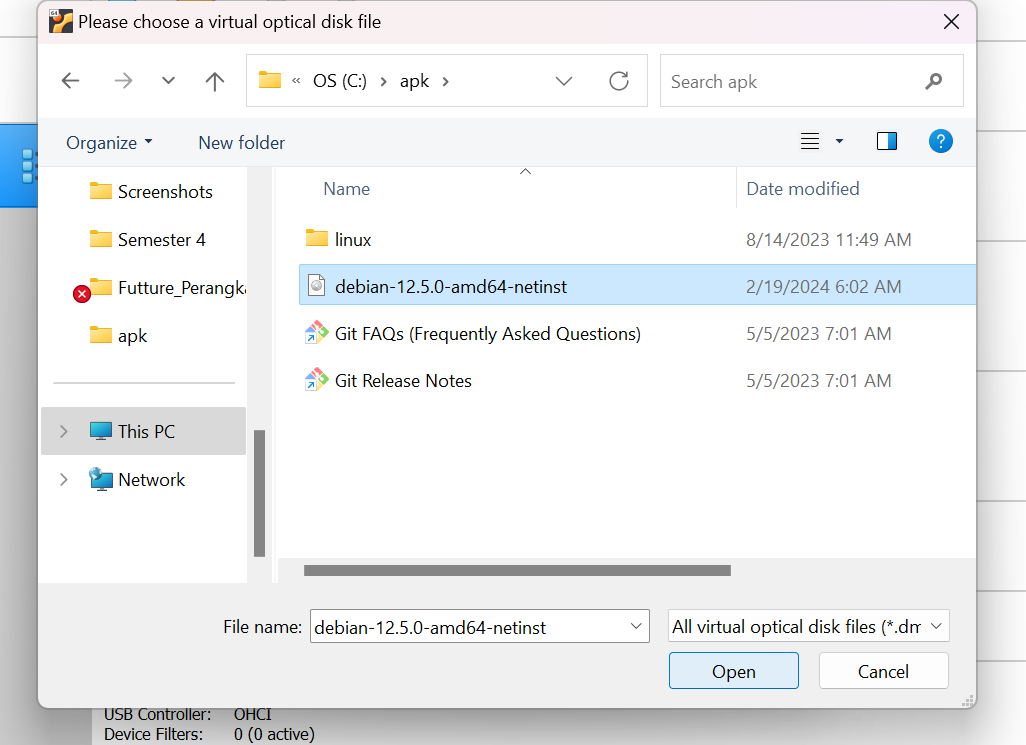 64
Please choose a virtual optical disk file
« OS (C:) › apk ›
Search apk
Organize
New folder
?
Name
Date modified
Screenshots
Semester 4
Futture_Perangka
apk
This PC
Network
linux 8/14/2023 11:49 AM
debian-12.5.0-amd64-netinst 2/19/2024 6:02 AM
Git FAQs (Frequently Asked Questions) 5/5/2023 7:01 AM
Git Release Notes 5/5/2023 7:01 AM
File name: debian-12.5.0-amd64-netinst
All virtual optical disk files (*.dm
Open
Cancel
USB Controller: OHCI
Device Filters: 0 (0 active)